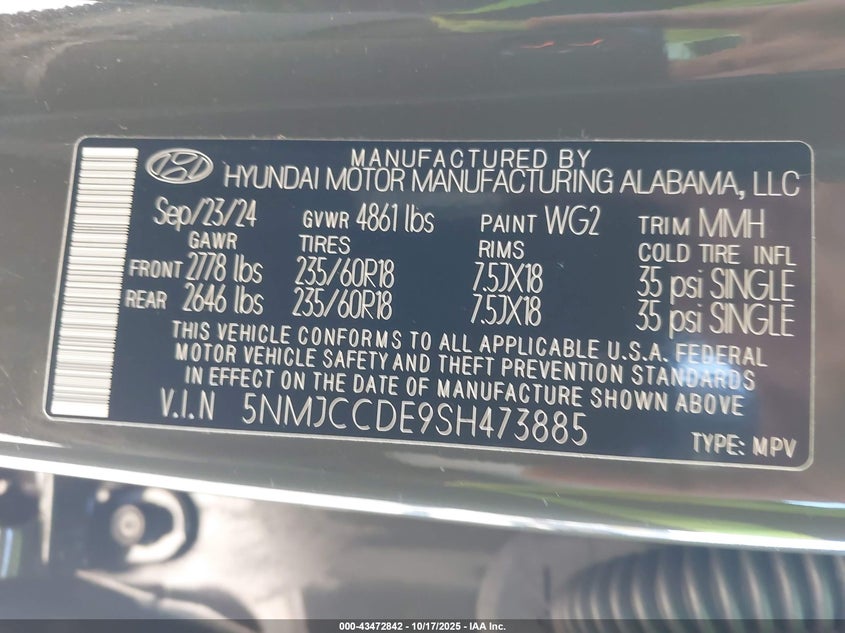 MANUFACTURED BY
HYUNDAI MOTOR MANUFACTURING ALABAMA, LLC
Sep/23/24 GVWR 4861 lbs PAINT WG2 TRIM MMH
GAWR TIRES RIMS COLD TIRE INFL
FRONT 2778 lbs 235/60R18 7.5JX18 35 psi SINGLE
REAR 2646 lbs 235/60R18 7.5JX18 35 psi SINGLE
THIS VEHICLE CONFORMS TO ALL APPLICABLE U.S.A. FEDERAL
MOTOR VEHICLE SAFETY AND THEFT PREVENTION STANDARDS
IN EFFECT ON THE DATE OF MANUFACTURE SHOWN ABOVE
V.I.N 5NMJCCDE9SH473885
TYPE: MPV
000-43472842 - 10/17/2025 - IAA Inc.